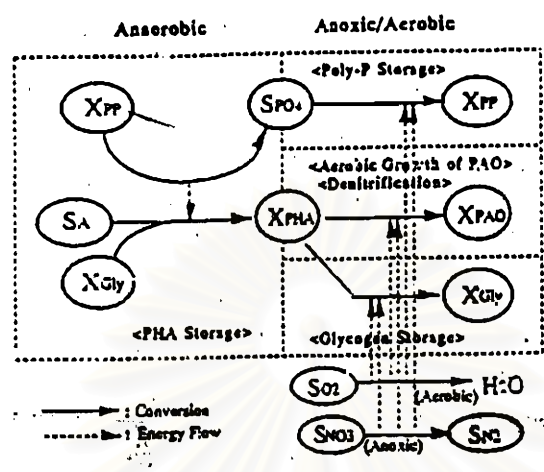 Anaerobic Anoxic/Aerobic
<Poly-P Storage>
XPP SPO4 XPP
<Aerobic Growth of PAO>
<Denitrification>
SA XPHA XPAO
XGly XGly
<PHA Storage> <Glycogen Storage>
SO2 H2O
(Aerobic)
: Conversion
SNO3 (Anoxic) SN2
: Energy Flow